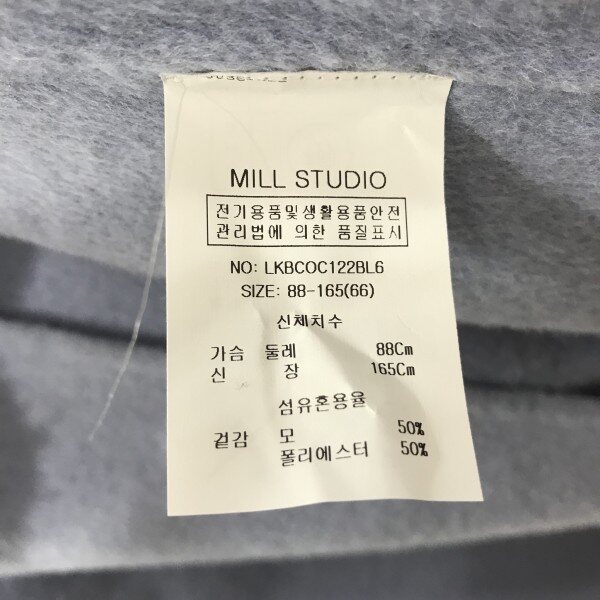 MILL STUDIO
전기용품및생활용품안전
관리법에 의한 품질표시
NO: LKBCOC122BL6
SIZE: 88-165(66)
신체치수
가슴 둘레 88Cm
신 장 165Cm
섬유혼용율
겉감 모 50%
폴리에스터 50%